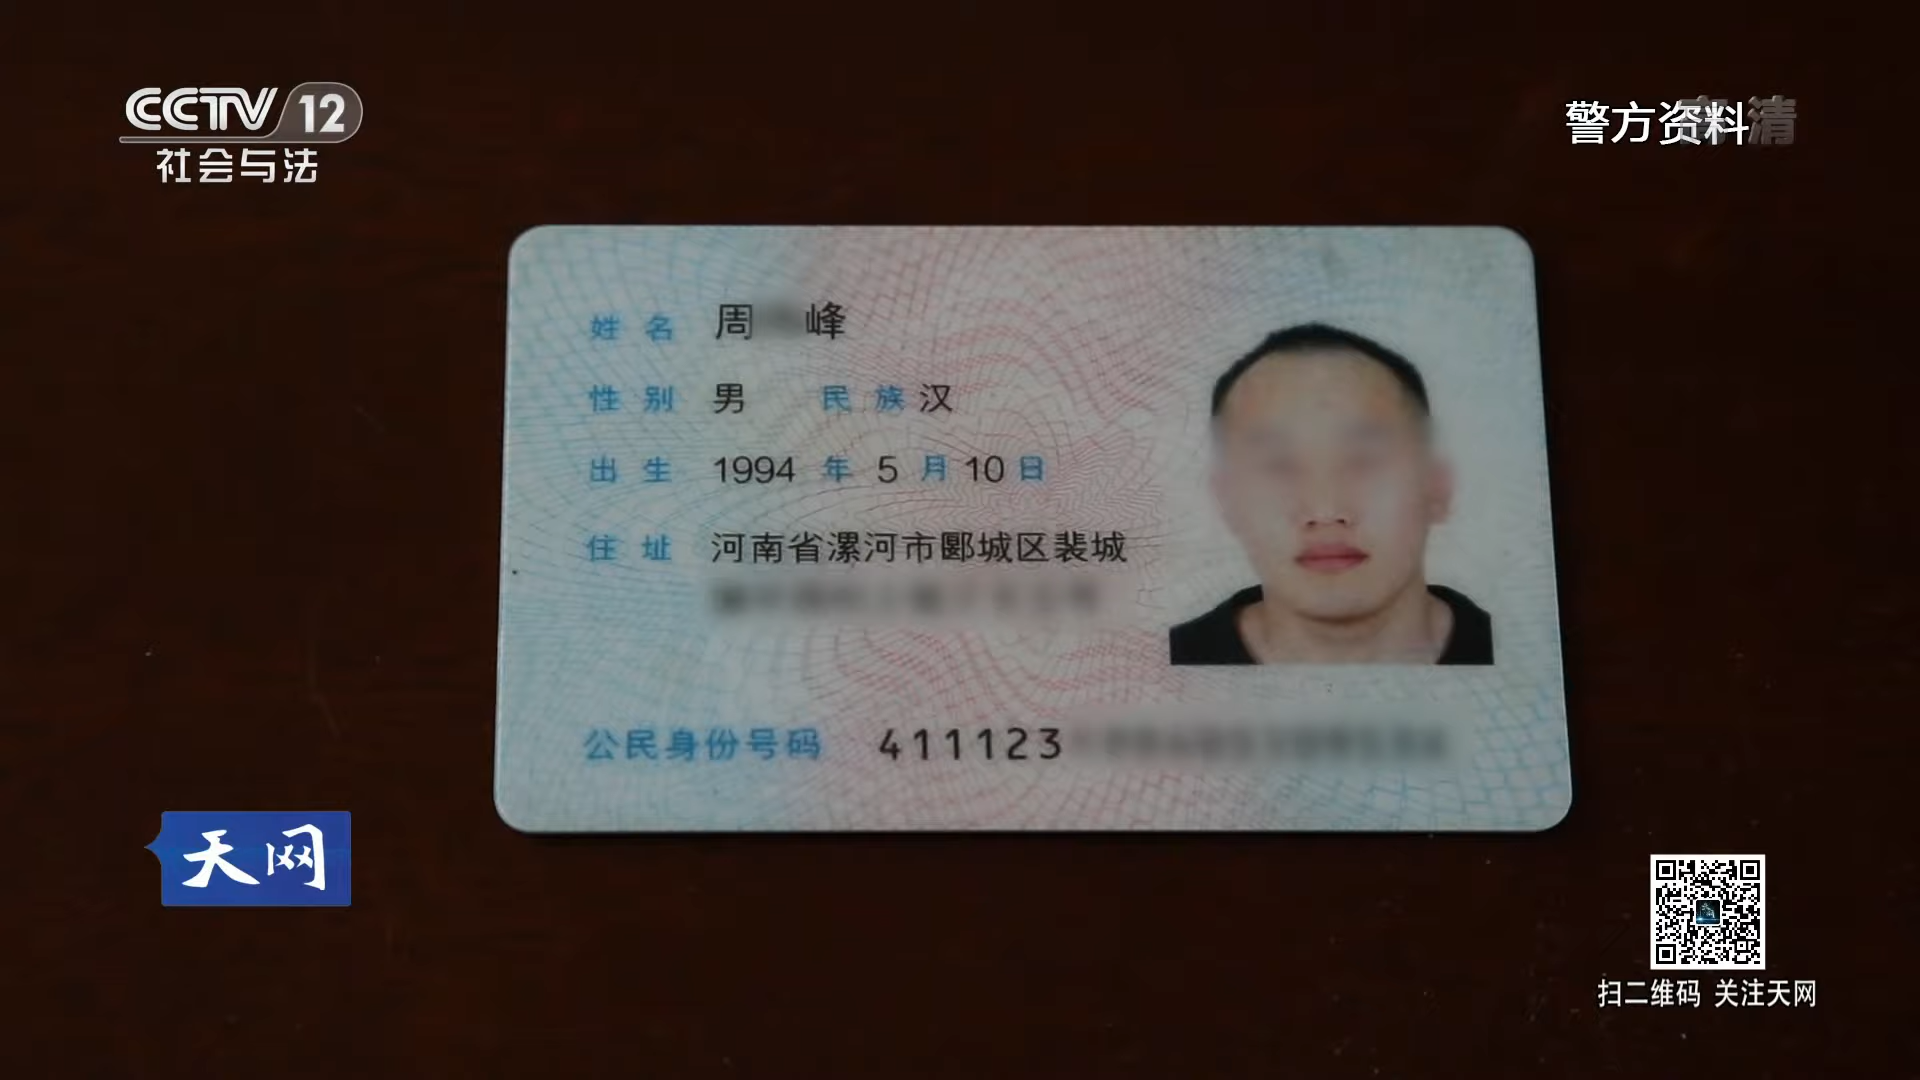 CCTV 12
社会与法
警方资料
高清
姓名 周 峰
性别 男 民族 汉
出生 1994 年 5 月 10 日
住址 河南省漯河市郾城区裴城
公民身份号码 411123
天网
扫二维码 关注天网